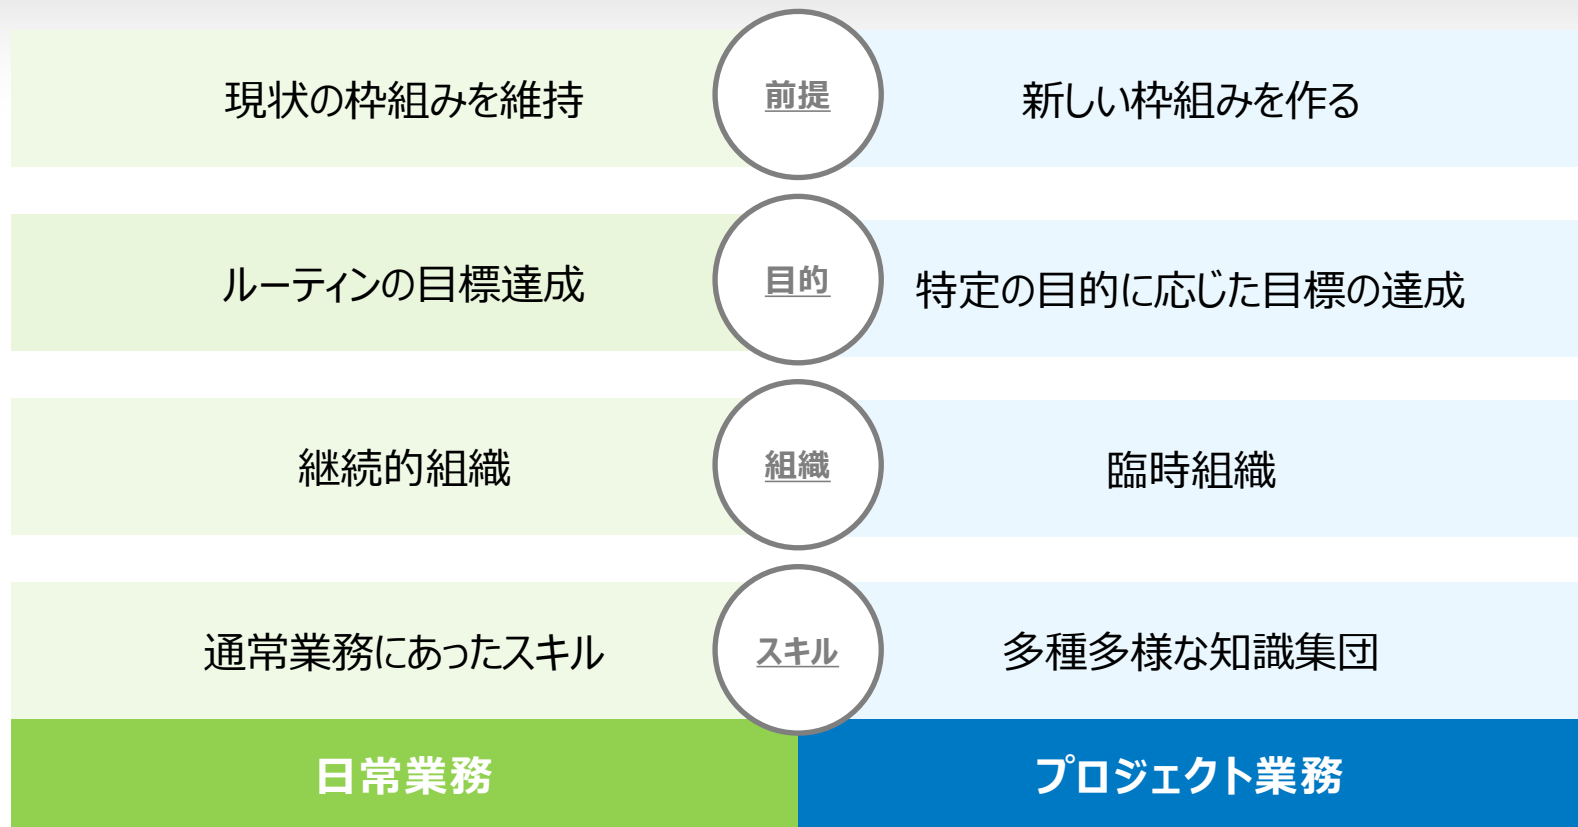 現状の枠組みを維持
前提
新しい枠組みを作る
ルーティンの目標達成
目的
特定の目的に応じた目標の達成
継続的組織
組織
臨時組織
通常業務にあったスキル
スキル
多種多様な知識集団
日常業務
プロジェクト業務